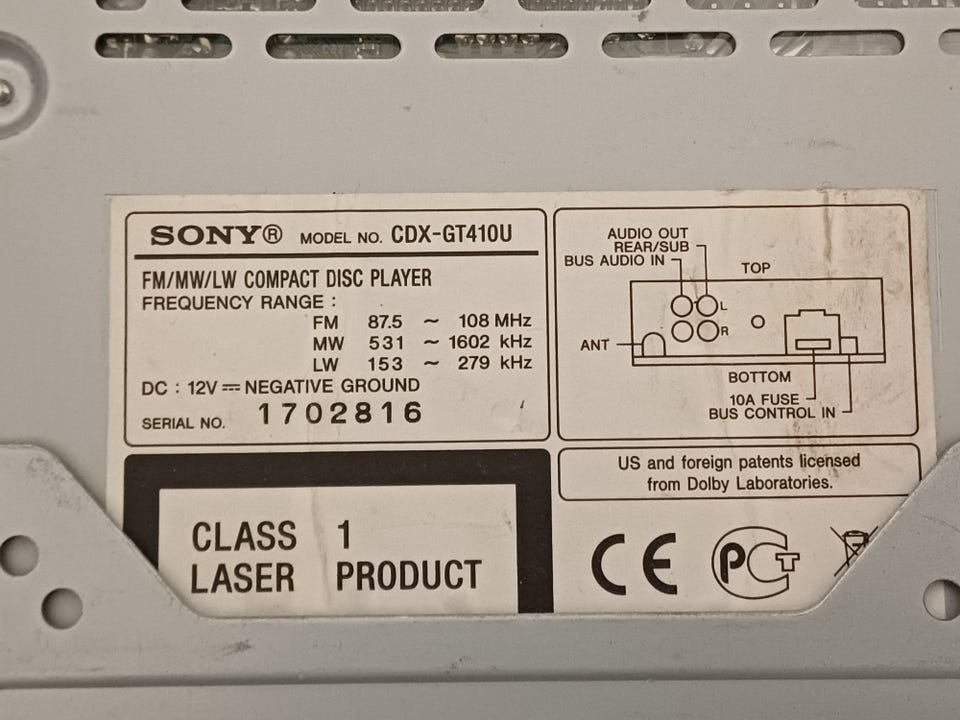 SONY® MODEL NO. CDX-GT410U
FM/MW/LW COMPACT DISC PLAYER
FREQUENCY RANGE :
FM 87.5 ~ 108 MHz
MW 531 ~ 1602 kHz
LW 153 ~ 279 kHz
DC : 12V ⎓ NEGATIVE GROUND
SERIAL NO. 1702816
AUDIO OUT
REAR/SUB
BUS AUDIO IN
TOP
L
R
ANT
BOTTOM
10A FUSE
BUS CONTROL IN
CLASS 1
LASER PRODUCT
US and foreign patents licensed
from Dolby Laboratories.
CE PCT